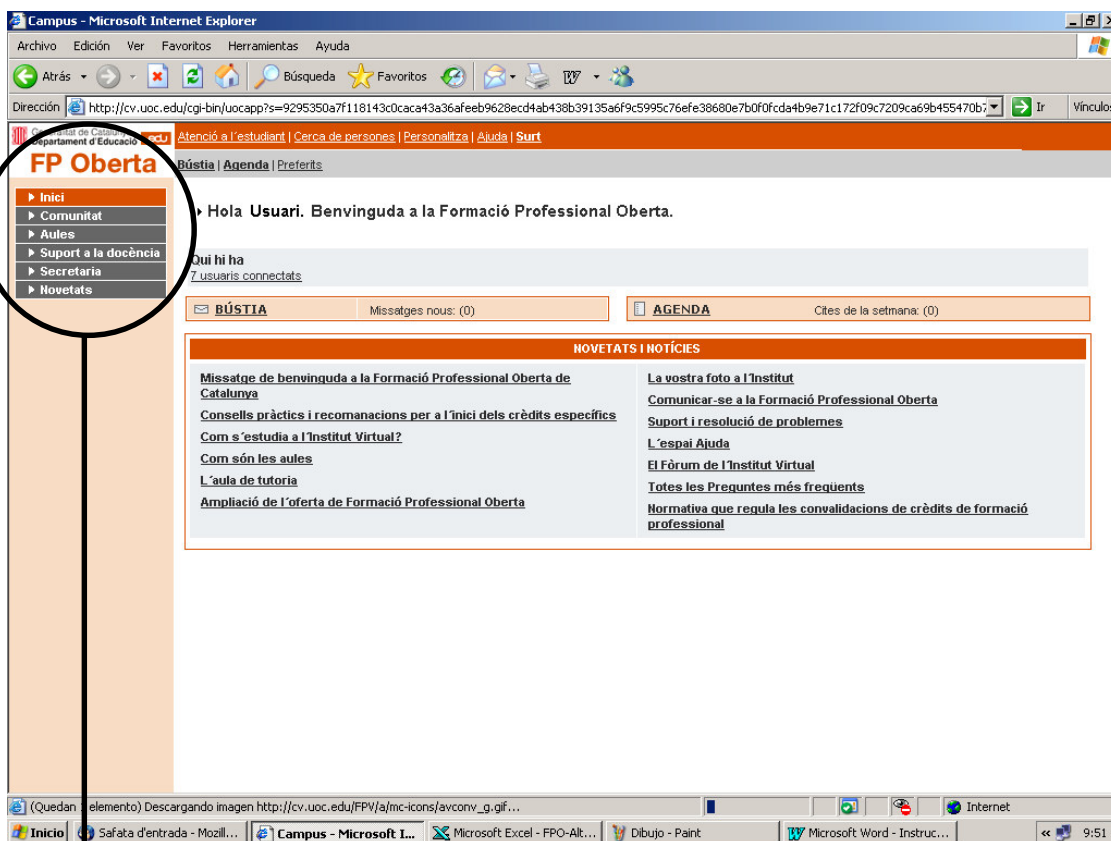 Campus - Microsoft Internet Explorer
Archivo Edición Ver Favoritos Herramientas Ayuda
Atrás Búsqueda Favoritos
Dirección http://cv.uoc.edu/cgi-bin/uocapp?s=9295350a7f118143c0caca43a36afeeb9628ecd4ab438b39135a6f9c5995c76efe38680e7b0f0fcda4b9e71c172f09c7209ca69b455470b7 Ir Vínculos
Generalitat de Catalunya
Departament d'Educació edu
Atenció a l'estudiant | Cerca de persones | Personalitza | Ajuda | Surt
FP Oberta
Bústia | Agenda | Preferits
Inici
Comunitat
Aules
Suport a la docència
Secretaria
Novetats
Hola Usuari. Benvinguda a la Formació Professional Oberta.
Qui hi ha
7 usuaris connectats
BÚSTIA Missatges nous: (0)
AGENDA Cites de la setmana: (0)
NOVETATS I NOTÍCIES
Missatge de benvinguda a la Formació Professional Oberta de
Catalunya
Consells pràctics i recomanacions per a l'inici dels crèdits específics
Com s'estudia a l'Institut Virtual?
Com són les aules
L'aula de tutoria
Ampliació de l'oferta de Formació Professional Oberta
La vostra foto a l'Institut
Comunicar-se a la Formació Professional Oberta
Suport i resolució de problemes
L'espai Ajuda
El Fòrum de l'Institut Virtual
Totes les Preguntes més freqüents
Normativa que regula les convalidacions de crèdits de formació
professional
(Quedan elemento) Descargando imagen http://cv.uoc.edu/FPV/a/mc-icons/avconv_g.gif... Internet
Inicio Safata d'entrada - Mozill... Campus - Microsoft I... Microsoft Excel - FPO-Alt... Dibujo - Paint Microsoft Word - Instruc... 9:51